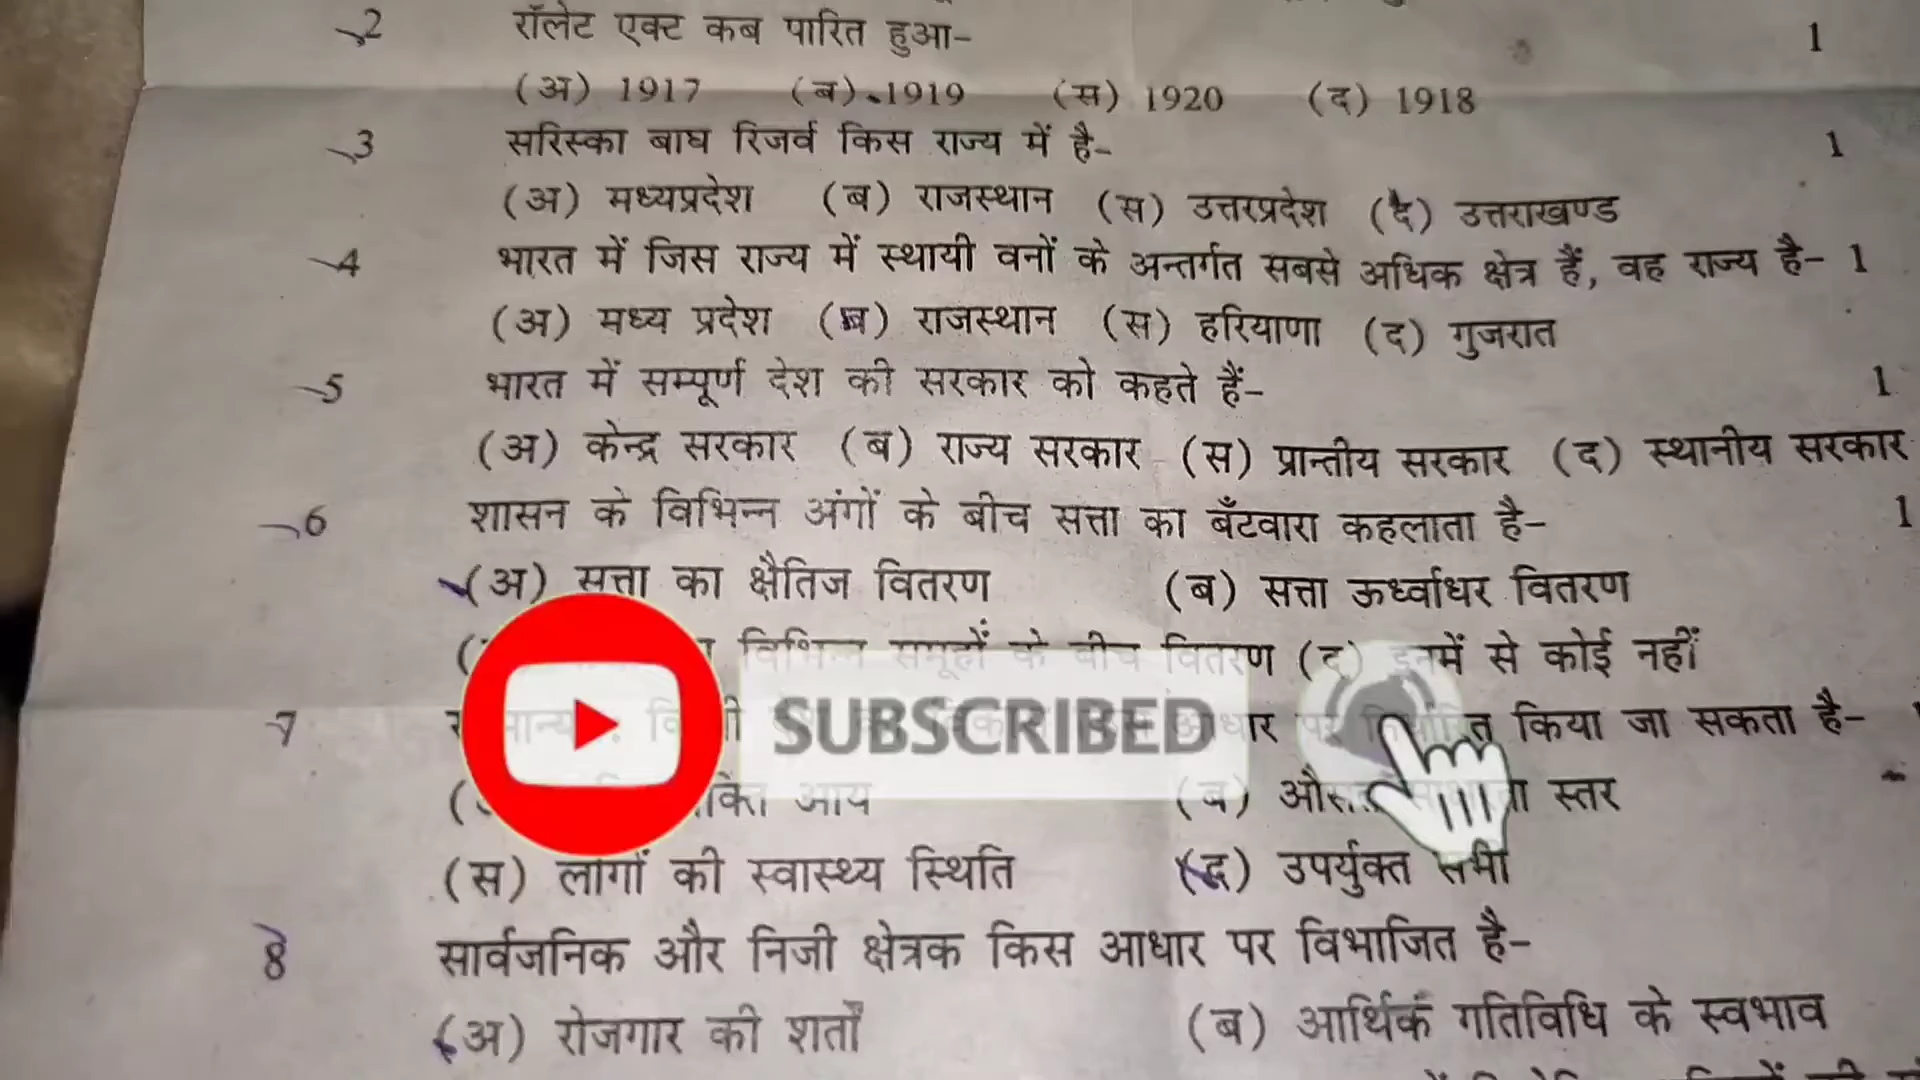 2 रॉलेट एक्ट कब पारित हुआ- 1
(अ) 1917 (ब) 1919 (स) 1920 (द) 1918
3 सरिस्का बाघ रिजर्व किस राज्य में है- 1
(अ) मध्यप्रदेश (ब) राजस्थान (स) उत्तरप्रदेश (द) उत्तराखण्ड
4 भारत में जिस राज्य में स्थायी वनों के अन्तर्गत सबसे अधिक क्षेत्र हैं, वह राज्य है- 1
(अ) मध्य प्रदेश (ब) राजस्थान (स) हरियाणा (द) गुजरात
5 भारत में सम्पूर्ण देश की सरकार को कहते हैं- 1
(अ) केन्द्र सरकार (ब) राज्य सरकार (स) प्रान्तीय सरकार (द) स्थानीय सरकार
6 शासन के विभिन्न अंगों के बीच सत्ता का बँटवारा कहलाता है- 1
(अ) सत्ता का क्षैतिज वितरण (ब) सत्ता ऊर्ध्वाधर वितरण
विभिन्न समूहों के बीच वितरण (द) इनमें से कोई नहीं
7 आधार पर किया जा सकता है-
आय (ब) स्तर
SUBSCRIBED
(स) लोगों की स्वास्थ्य स्थिति (द) उपर्युक्त सभी
8 सार्वजनिक और निजी क्षेत्रक किस आधार पर विभाजित है-
(अ) रोजगार की शर्तों (ब) आर्थिक गतिविधि के स्वभाव